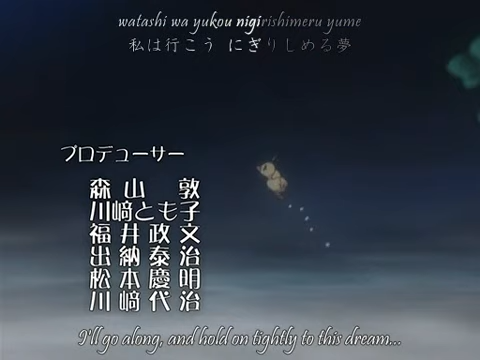 watashi wa yukou nigirishimeru yume
私は行こう にぎりしめる夢
プロデューサー
森山 敦
川﨑とも子
福井政文
出納泰治
松本慶明
川﨑代治
I'll go along, and hold on tightly to this dream...